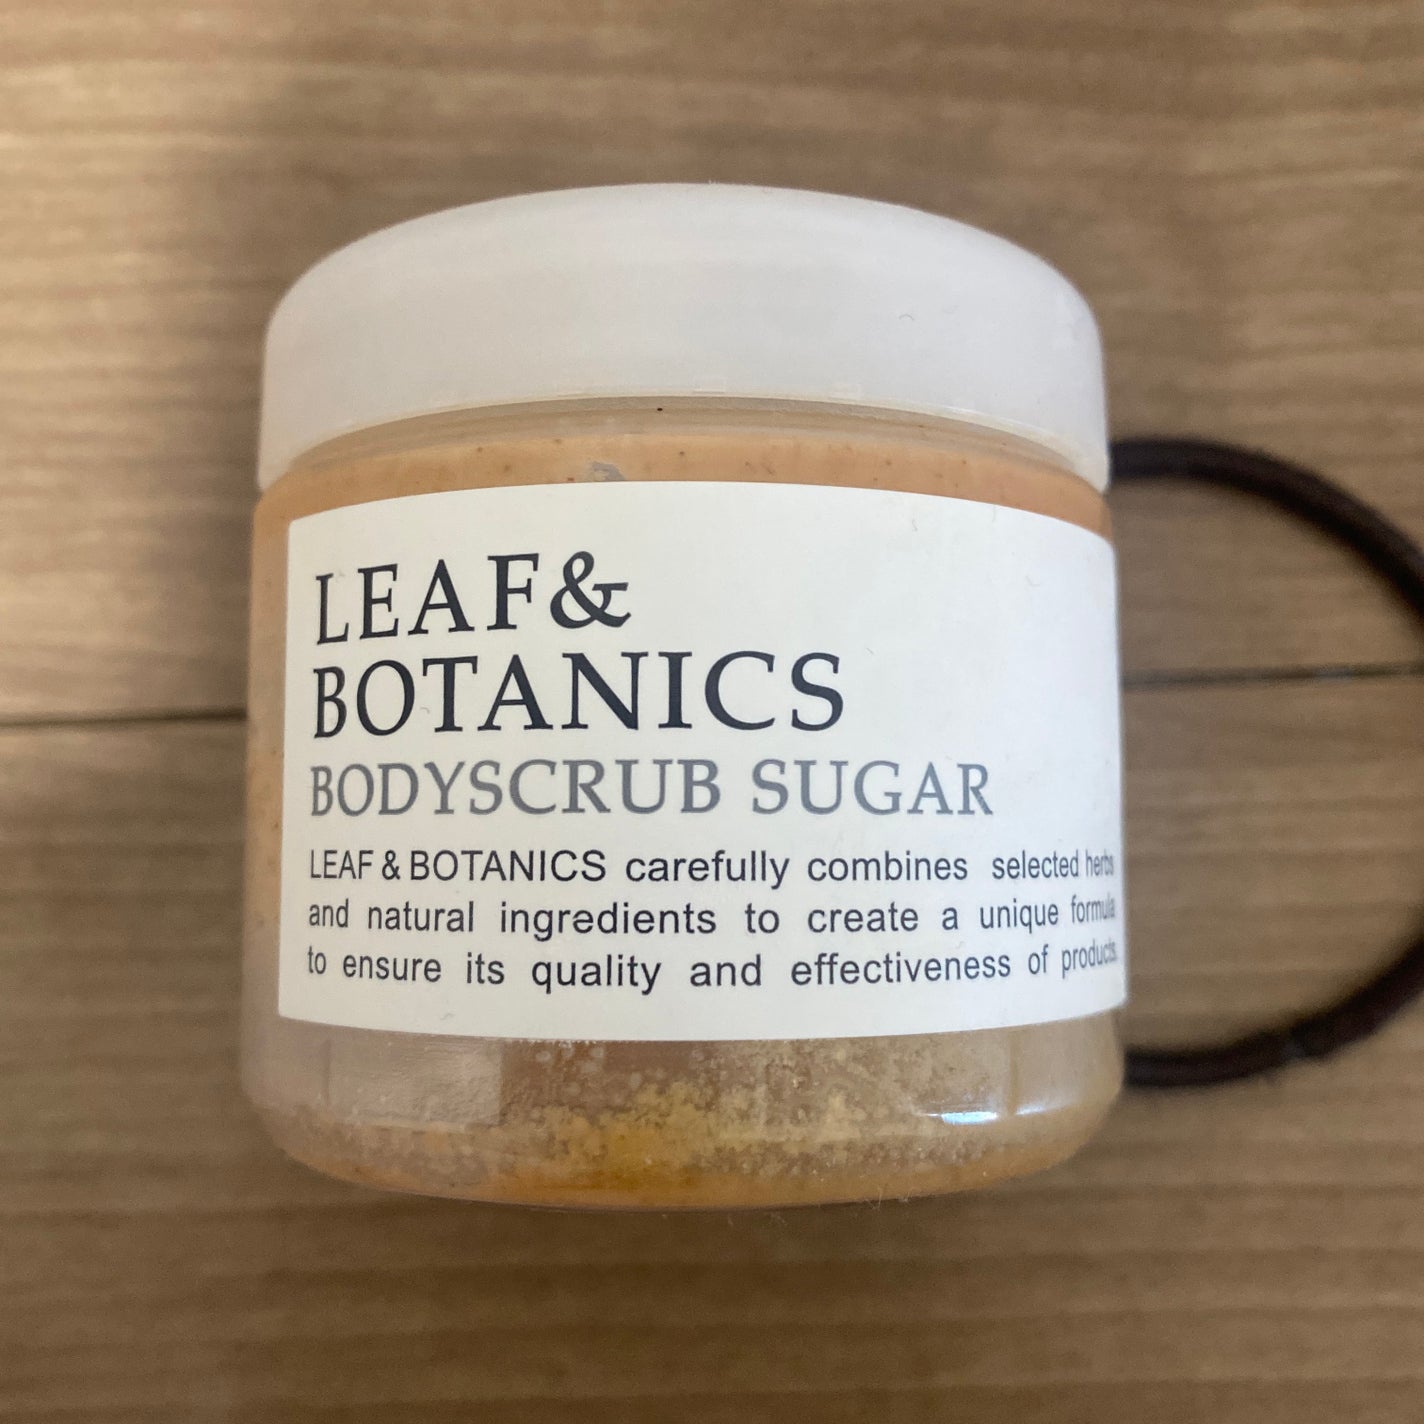 LEAF&
BOTANICS
BODYSCRUB SUGAR
LEAF & BOTANICS carefully combines selected herbs
and natural ingredients to create a unique formula
to ensure its quality and effectiveness of products.